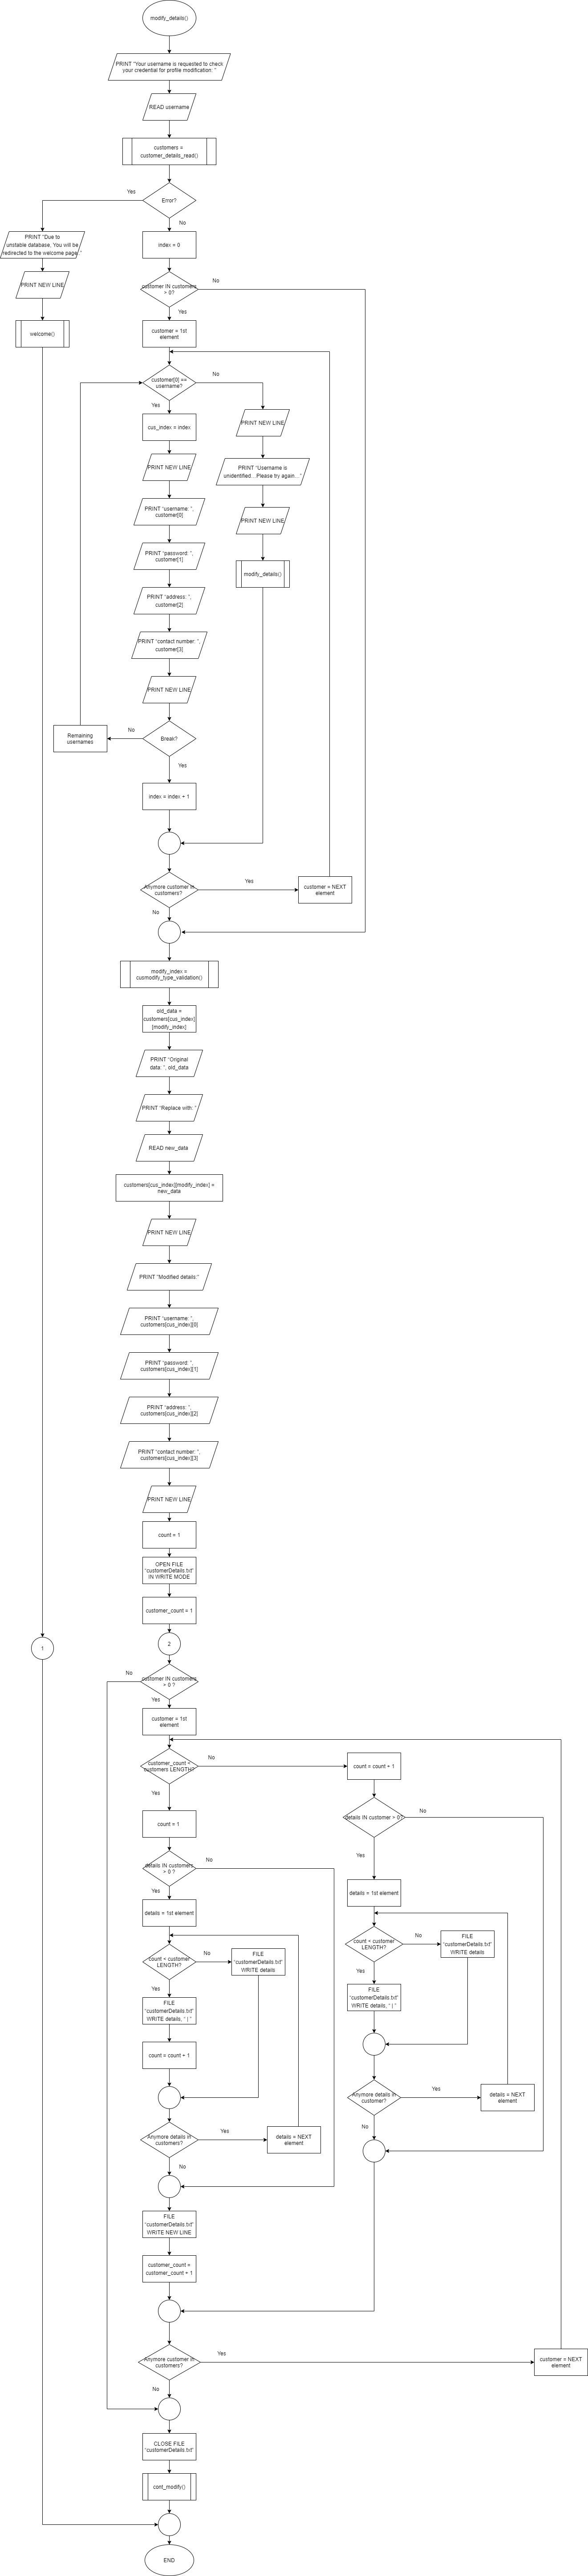 modify_details()
PRINT "Your username is requested to check
your credential for profile modification: "
READ username
customers =
customer_details_read()
Yes
Error?
No
PRINT "Due to
unstable database, You will be
redirected to the welcome page.."
index = 0
PRINT NEW LINE
customer IN customers
> 0?
No
Yes
welcome()
customer = 1st
element
customer[0] ==
username?
No
Yes
cus_index = index
PRINT NEW LINE
PRINT NEW LINE
PRINT "Username is
unidentified... Please try again... "
PRINT "username: ",
customer[0]
PRINT NEW LINE
PRINT "password: ",
customer[1]
modify_details()
PRINT "address: ",
customer[2]
PRINT "contact number: ",
customer[3]
PRINT NEW LINE
Remaining
usernames
No
Break?
Yes
index = index + 1
Anymore customer in
customers?
Yes
customer = NEXT
element
No
modify_index =
cusmodify_type_validation()
old_data =
customers[cus_index]
[modify_index]
PRINT "Original
data: ", old_data
PRINT "Replace with: "
READ new_data
customers[cus_index][modify_index] =
new_data
PRINT NEW LINE
PRINT "Modified details:"
PRINT "username: ",
customers[cus_index][0]
PRINT "password: ",
customers[cus_index][1]
PRINT "address: ",
customers[cus_index][2]
PRINT "contact number: ",
customers[cus_index][3]
PRINT NEW LINE
count = 1
OPEN FILE
"customerDetails.txt"
IN WRITE MODE
customer_count = 1
1
2
No
customer IN customers
> 0 ?
Yes
customer = 1st
element
customer_count <
customers LENGTH?
No
count = count + 1
Yes
count = 1
details IN customer > 0?
No
Yes
details IN customers
> 0 ?
No
Yes
details = 1st element
details = 1st element
count < customer
LENGTH?
No
FILE
"customerDetails.txt"
WRITE details
Yes
count < customer
LENGTH?
No
FILE
"customerDetails.txt"
WRITE details
Yes
FILE
"customerDetails.txt"
WRITE details, " | "
FILE
"customerDetails.txt"
WRITE details, " | "
count = count + 1
Anymore details in
customer?
Yes
details = NEXT
element
No
Anymore details in
customers?
Yes
details = NEXT
element
No
FILE
"customerDetails.txt"
WRITE NEW LINE
customer_count =
customer_count + 1
Anymore customer in
customers?
Yes
customer = NEXT
element
No
CLOSE FILE
"customerDetails.txt"
cont_modify()
END